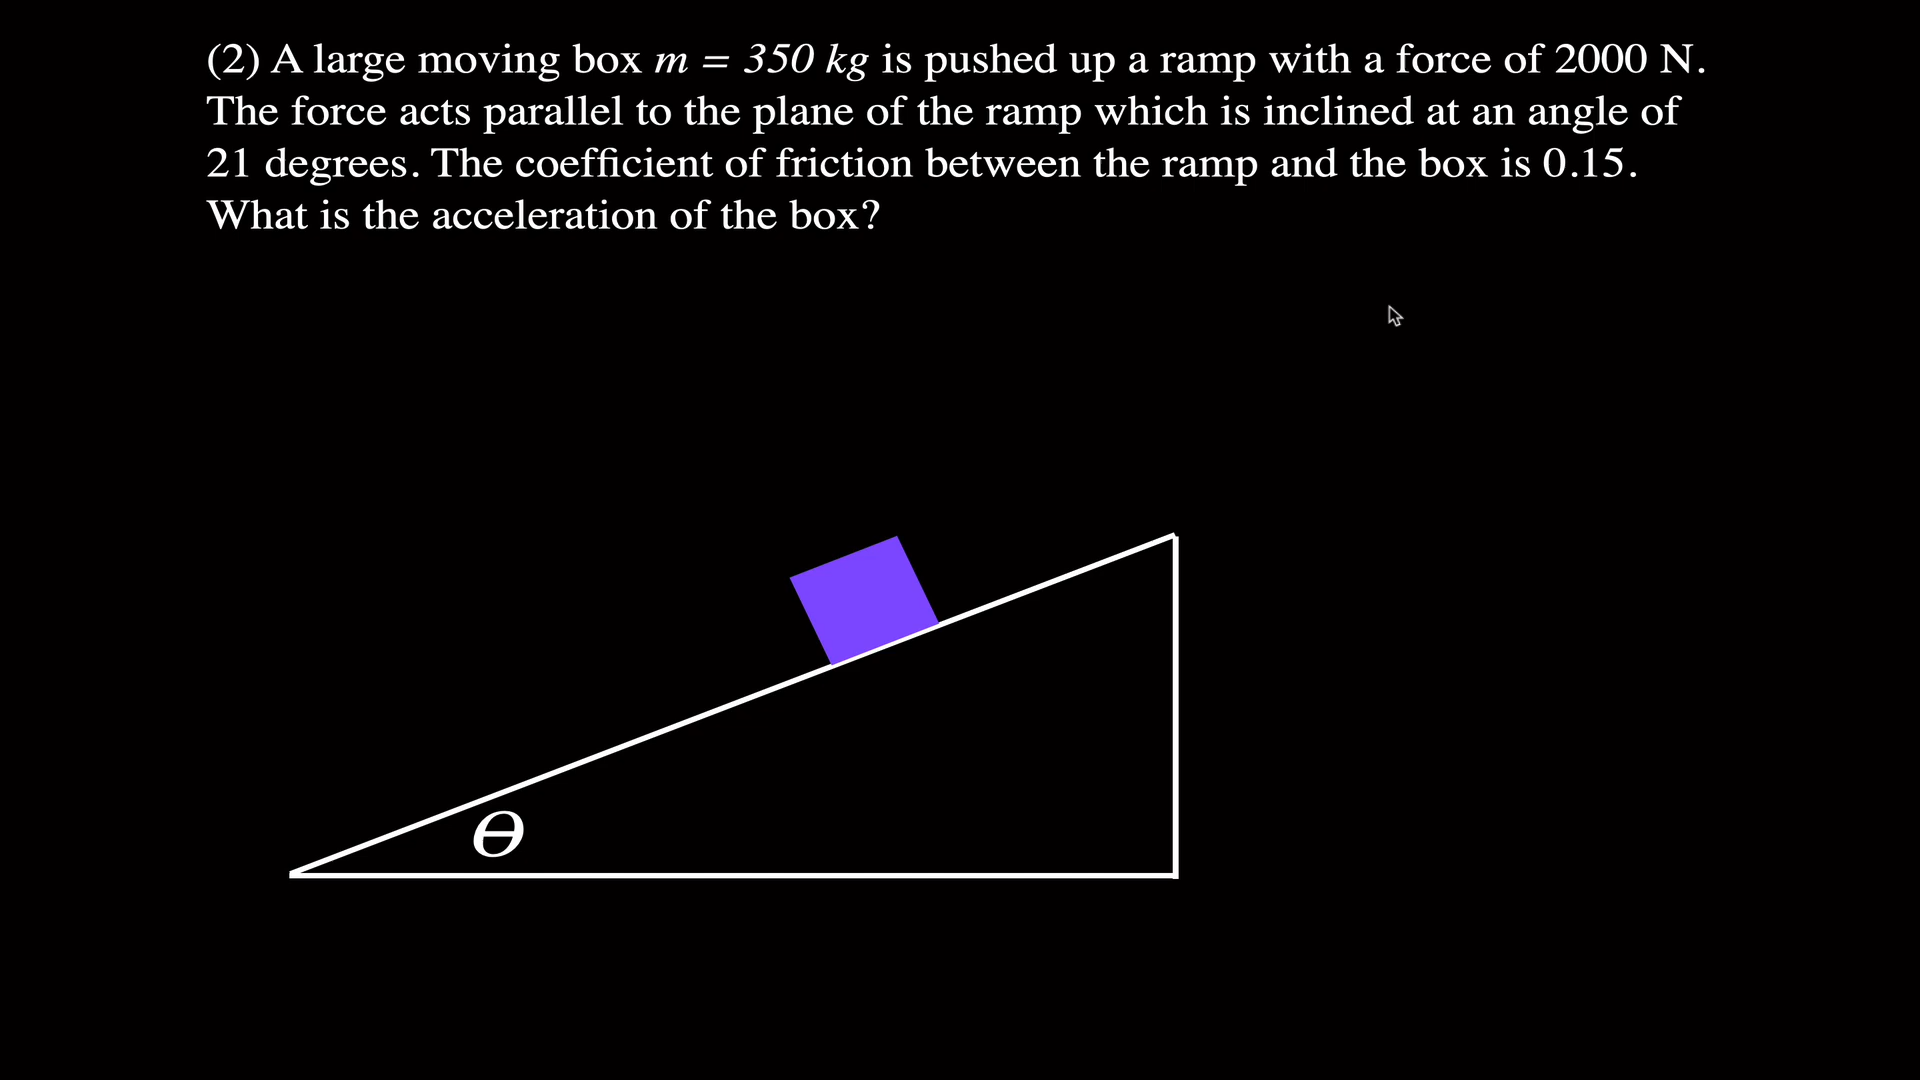 (2) A large moving box m = 350 kg is pushed up a ramp with a force of 2000 N.
The force acts parallel to the plane of the ramp which is inclined at an angle of
21 degrees. The coefficient of friction between the ramp and the box is 0.15.
What is the acceleration of the box?
Θ